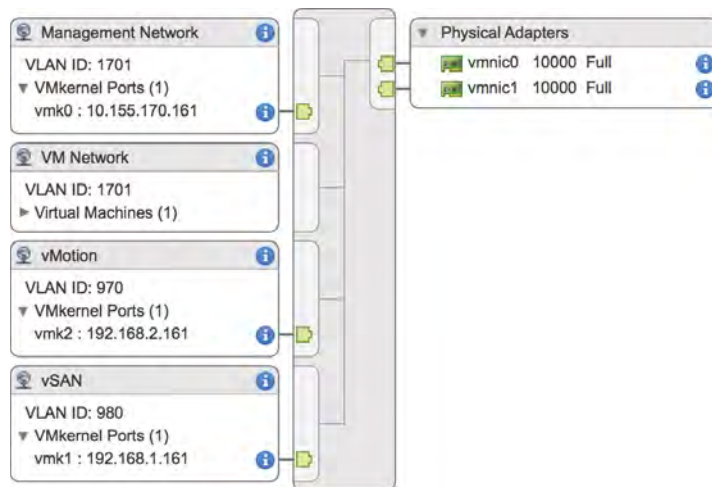 Management Network
VLAN ID: 1701
VMkernel Ports (1)
vmk0 : 10.155.170.161
VM Network
VLAN ID: 1701
Virtual Machines (1)
vMotion
VLAN ID: 970
VMkernel Ports (1)
vmk2 : 192.168.2.161
vSAN
VLAN ID: 980
VMkernel Ports (1)
vmk1 : 192.168.1.161
Physical Adapters
vmnic0 10000 Full
vmnic1 10000 Full